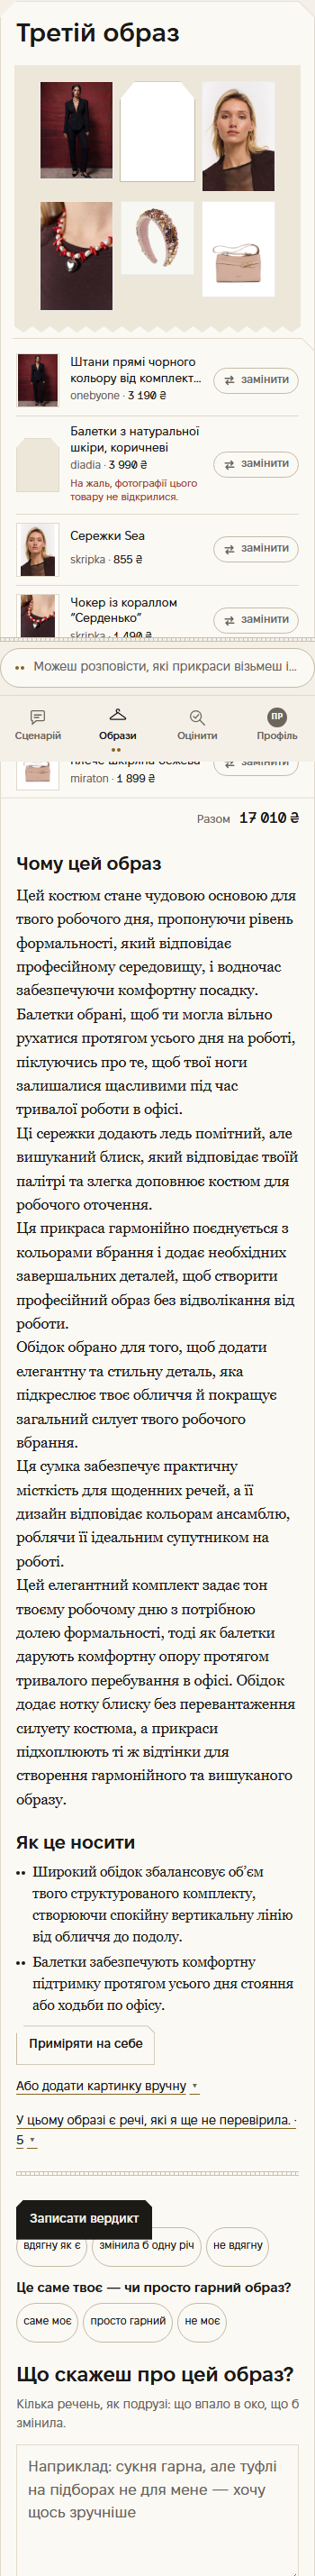 Третій образ
Штани прямі чорного
кольору від комплект...
onebyone · 3 190 ₴
замінити
Балетки з натуральної
шкіри, коричневі
diadia · 3 990 ₴
На жаль, фотографії цього
товару не відкрилися.
замінити
Сережки Sea
skripka · 855 ₴
замінити
Чокер із кораллом
"Серденько"
skripka · 1 490 ₴
замінити
Можеш розповісти, які прикраси візьмеш і...
Сценарій
Образи
Оцінити
ПР
Профіль
miraton · 1 899 ₴
замінити
Разом 17 010 ₴
Чому цей образ
Цей костюм стане чудовою основою для
твого робочого дня, пропонуючи рівень
формальності, який відповідає
професійному середовищу, і водночас
забезпечуючи комфортну посадку.
Балетки обрані, щоб ти могла вільно
рухатися протягом усього дня на роботі,
піклуючись про те, щоб твої ноги
залишалися щасливими під час
тривалої роботи в офісі.
Ці сережки додають ледь помітний, але
вишуканий блиск, який відповідає твоїй
палітрі та злегка доповнює костюм для
робочого оточення.
Ця прикраса гармонійно поєднується з
кольорами вбрання і додає необхідних
завершальних деталей, щоб створити
професійний образ без відволікання від
роботи.
Обідок обрано для того, щоб додати
елегантну та стильну деталь, яка
підкреслює твоє обличчя й покращує
загальний силует твого робочого
вбрання.
Ця сумка забезпечує практичну
місткість для щоденних речей, а її
дизайн відповідає кольорам ансамблю,
роблячи її ідеальним супутником на
роботі.
Цей елегантний комплект задає тон
твоєму робочому дню з потрібною
долею формальності, тоді як балетки
дарують комфортну опору протягом
тривалого перебування в офісі. Обідок
додає нотку блиску без перевантаження
силуету костюма, а прикраси
підхоплюють ті ж відтінки для
створення гармонійного та вишуканого
образу.
Як це носити
•• Широкий обідок збалансовує об’єм
твого структурованого комплекту,
створюючи спокійну вертикальну лінію
від обличчя до подолу.
•• Балетки забезпечують комфортну
підтримку протягом усього дня стояння
або ходьби по офісу.
Приміряти на себе
Або додати картинку вручну
У цьому образі є речі, які я ще не перевірила. ·
5
Записати вердикт
вдягну як є
змінила б одну річ
не вдягну
Це саме твоє — чи просто гарний образ?
саме моє
просто гарний
не моє
Що скажеш про цей образ?
Кілька речень, як подрузі: що впало в око, що б
змінила.
Наприклад: сукня гарна, але туфлі
на підборах не для мене — хочу
щось зручніше